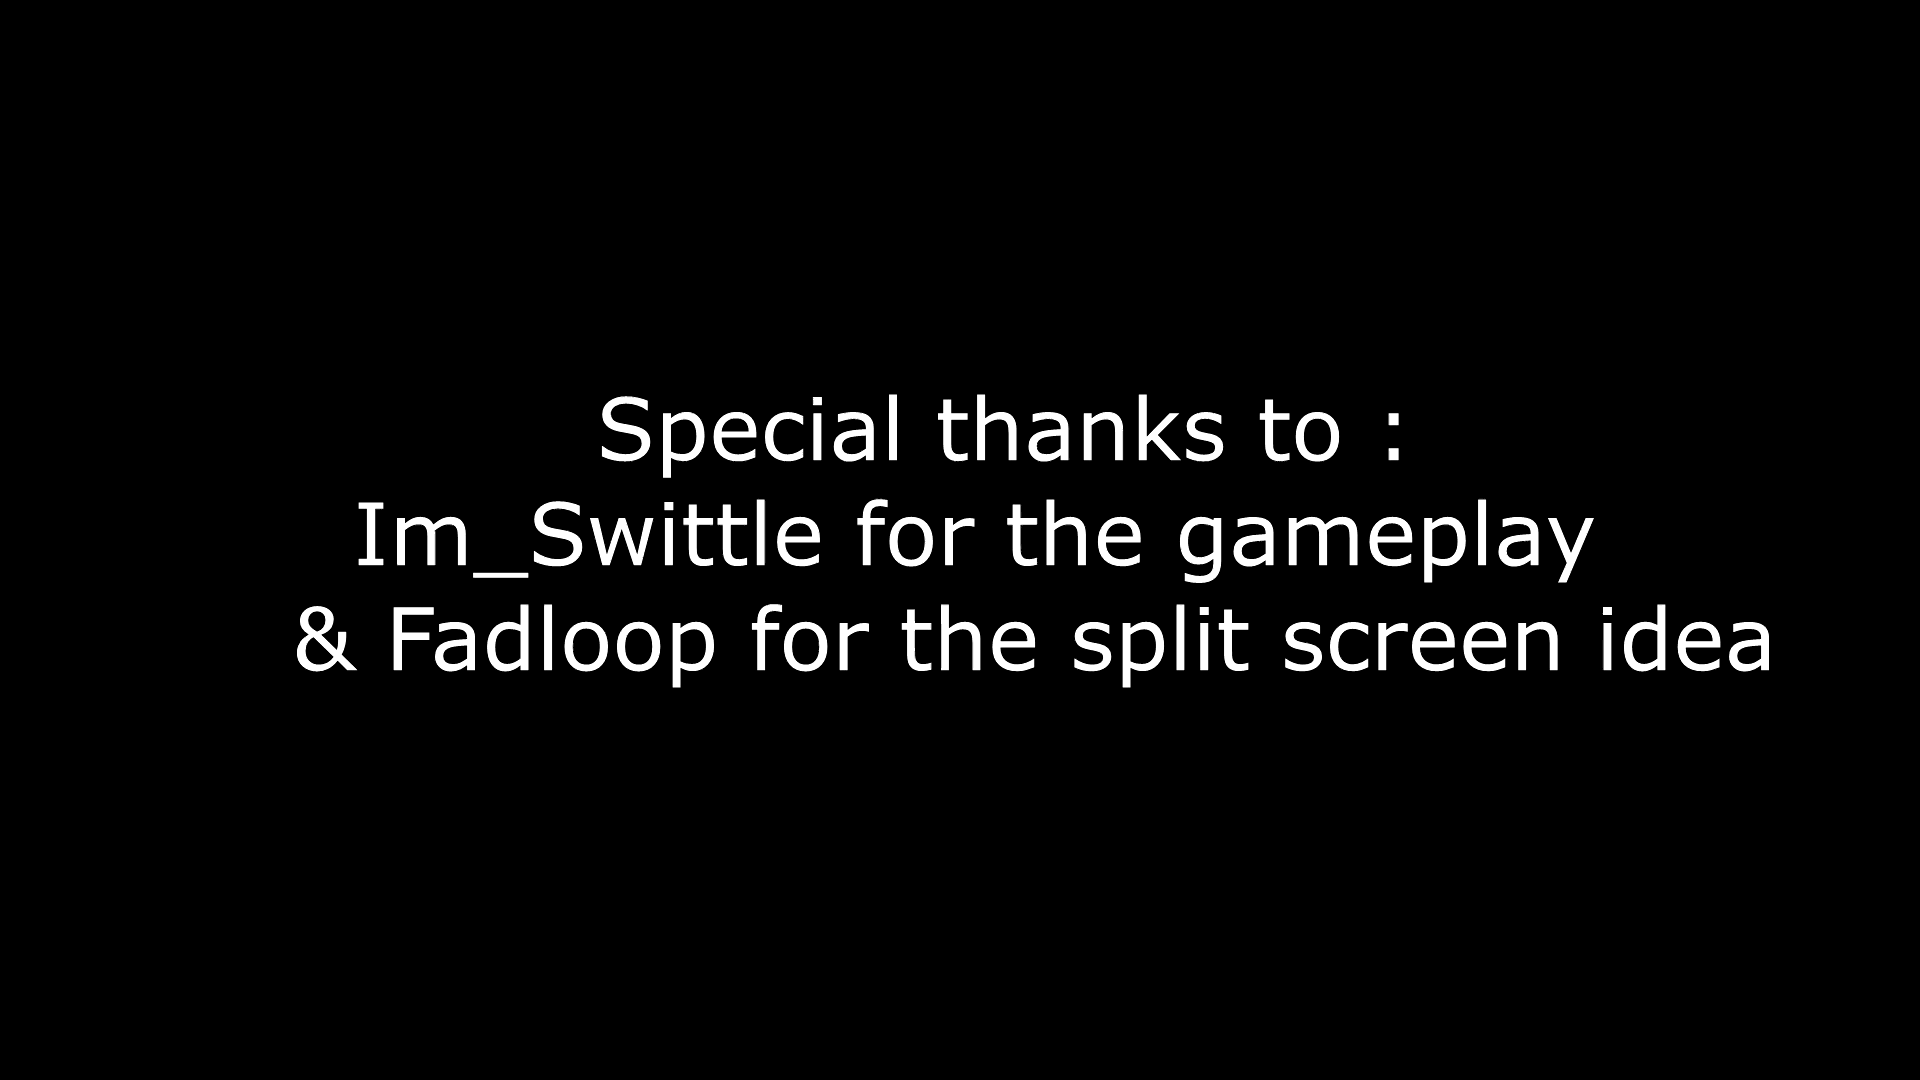 Special thanks to :
Im_Swittle for the gameplay
& Fadloop for the split screen idea